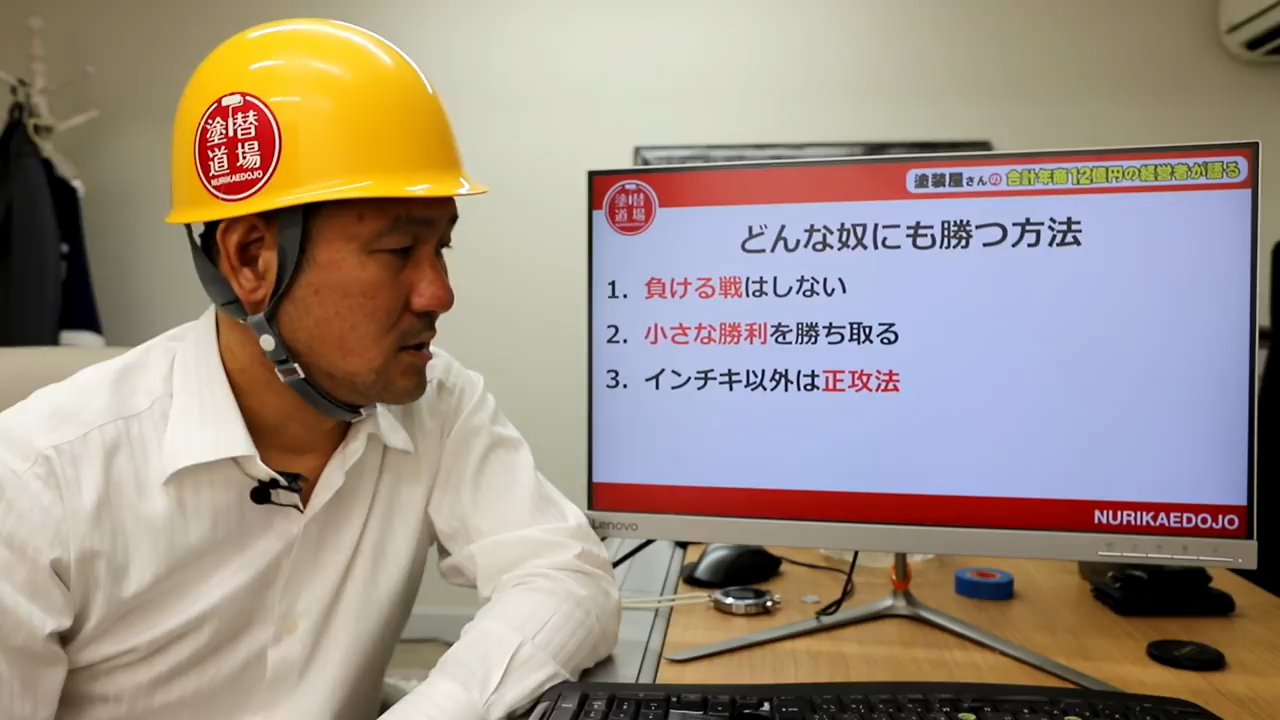 塗替
道場
NURIKAEDOJO
塗替
道場
塗装屋さんの 合計年商12億円の経営者が語る
どんな奴にも勝つ方法
1. 負ける戦はしない
2. 小さな勝利を勝ち取る
3. インチキ以外は正攻法
NURIKAEDOJO
Lenovo